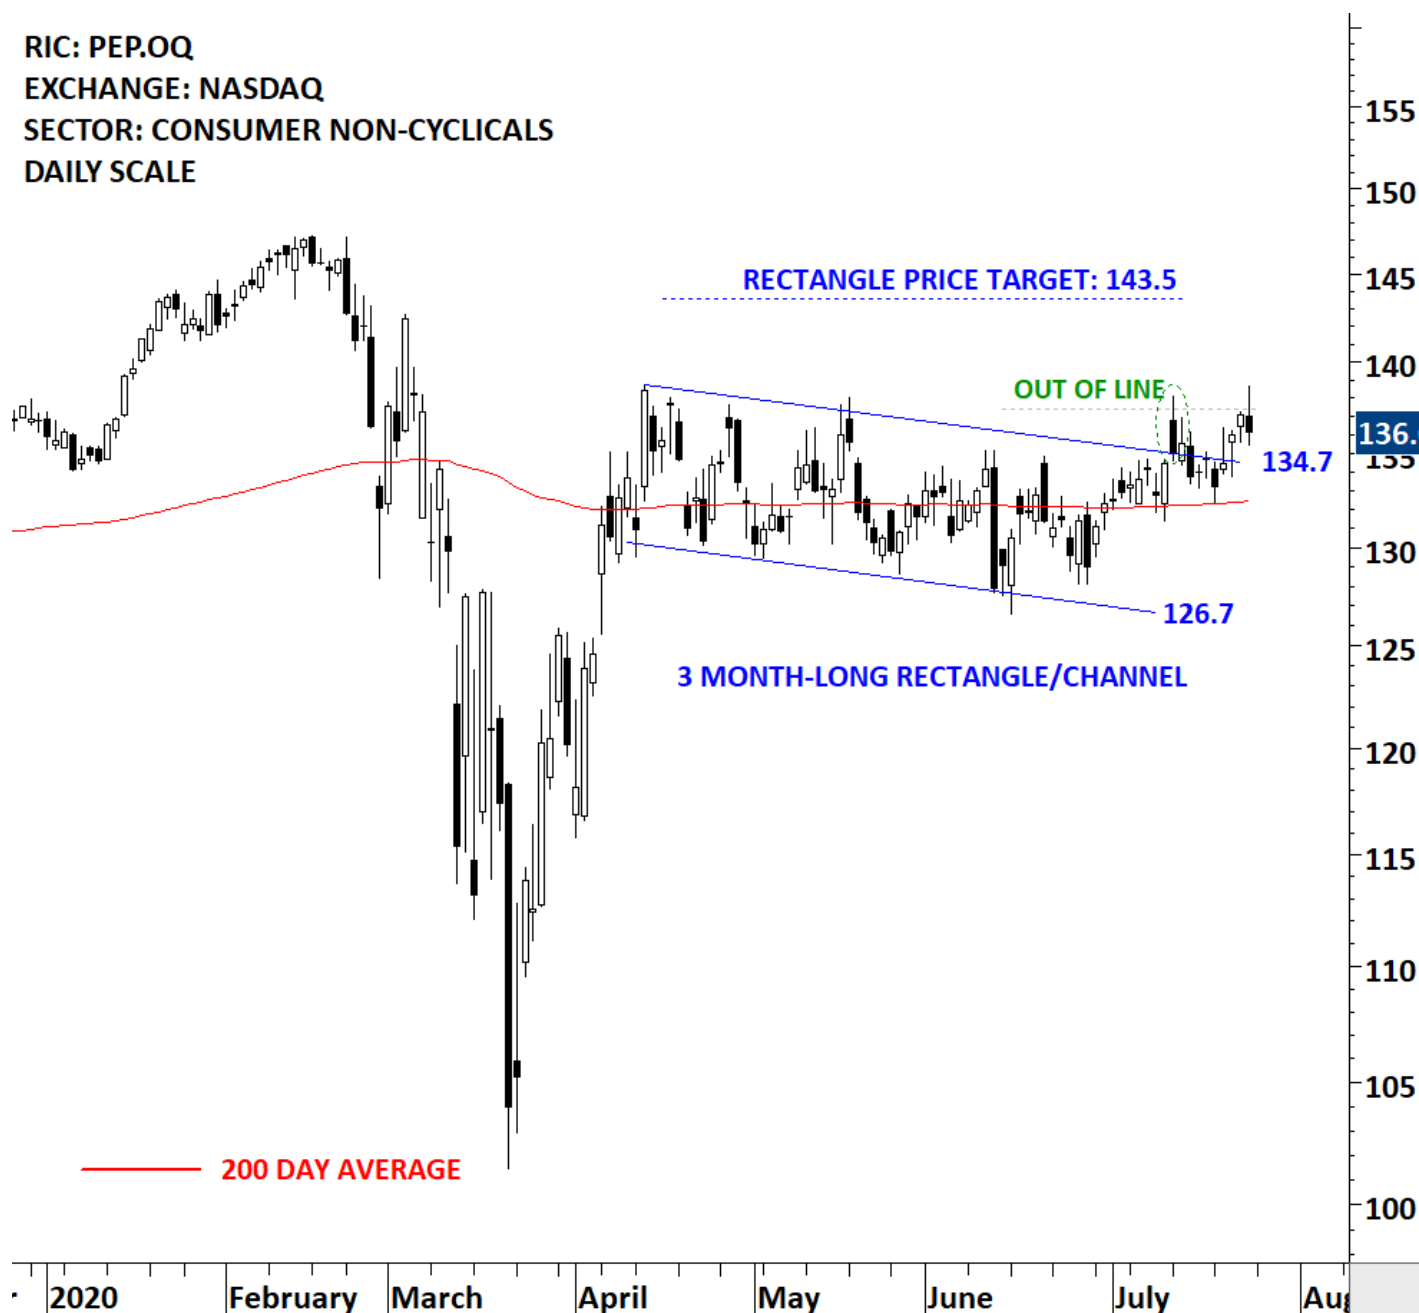 RIC: PEP.OQ
EXCHANGE: NASDAQ
SECTOR: CONSUMER NON-CYCLICALS
DAILY SCALE
155
150
RECTANGLE PRICE TARGET: 143.5
145
140
OUT OF LINE
136.
135
134.7
130
126.7
125
3 MONTH-LONG RECTANGLE/CHANNEL
120
115
110
105
200 DAY AVERAGE
100
2020 February March April May June July Aug